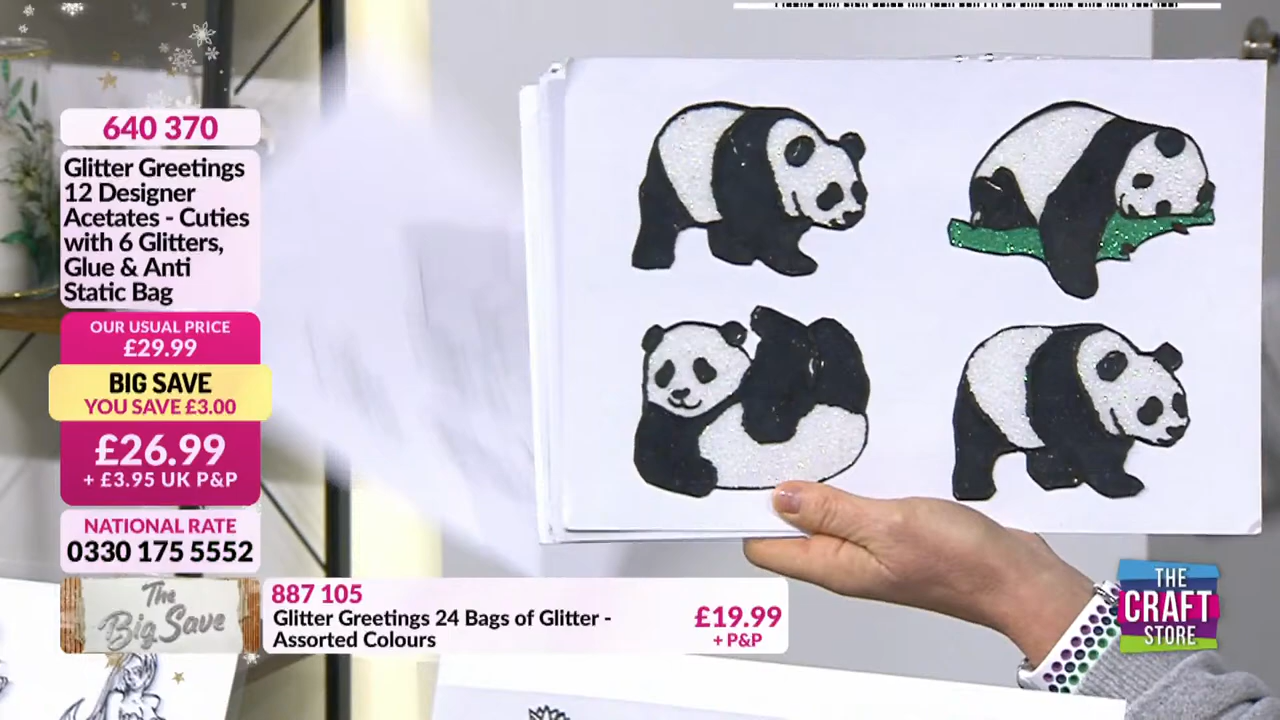 640 370
Glitter Greetings
12 Designer
Acetates - Cuties
with 6 Glitters,
Glue & Anti
Static Bag
OUR USUAL PRICE
£29.99
BIG SAVE
YOU SAVE £3.00
£26.99
+ £3.95 UK P&P
NATIONAL RATE
0330 175 5552
The
Big Save
887 105
Glitter Greetings 24 Bags of Glitter -
Assorted Colours
£19.99
+ P&P
THE
CRAFT
STORE